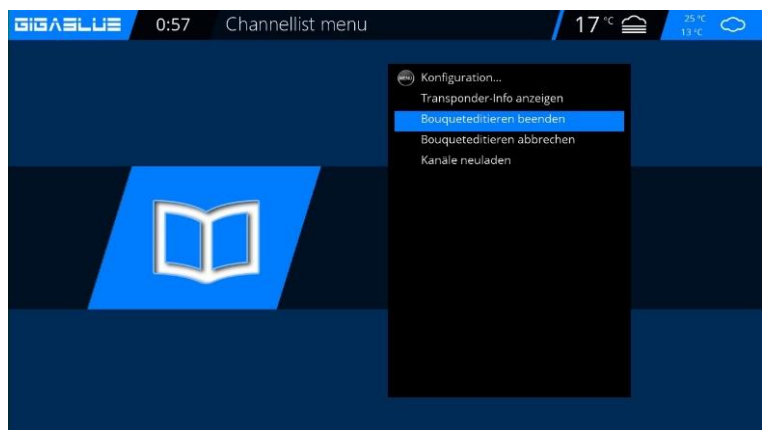 GIGABLUE
0:57
Channellist menu
17 °C
25 °C
13 °C
MENU
Konfiguration...
Transponder-Info anzeigen
Bouqueteditieren beenden
Bouqueteditieren abbrechen
Kanäle neuladen